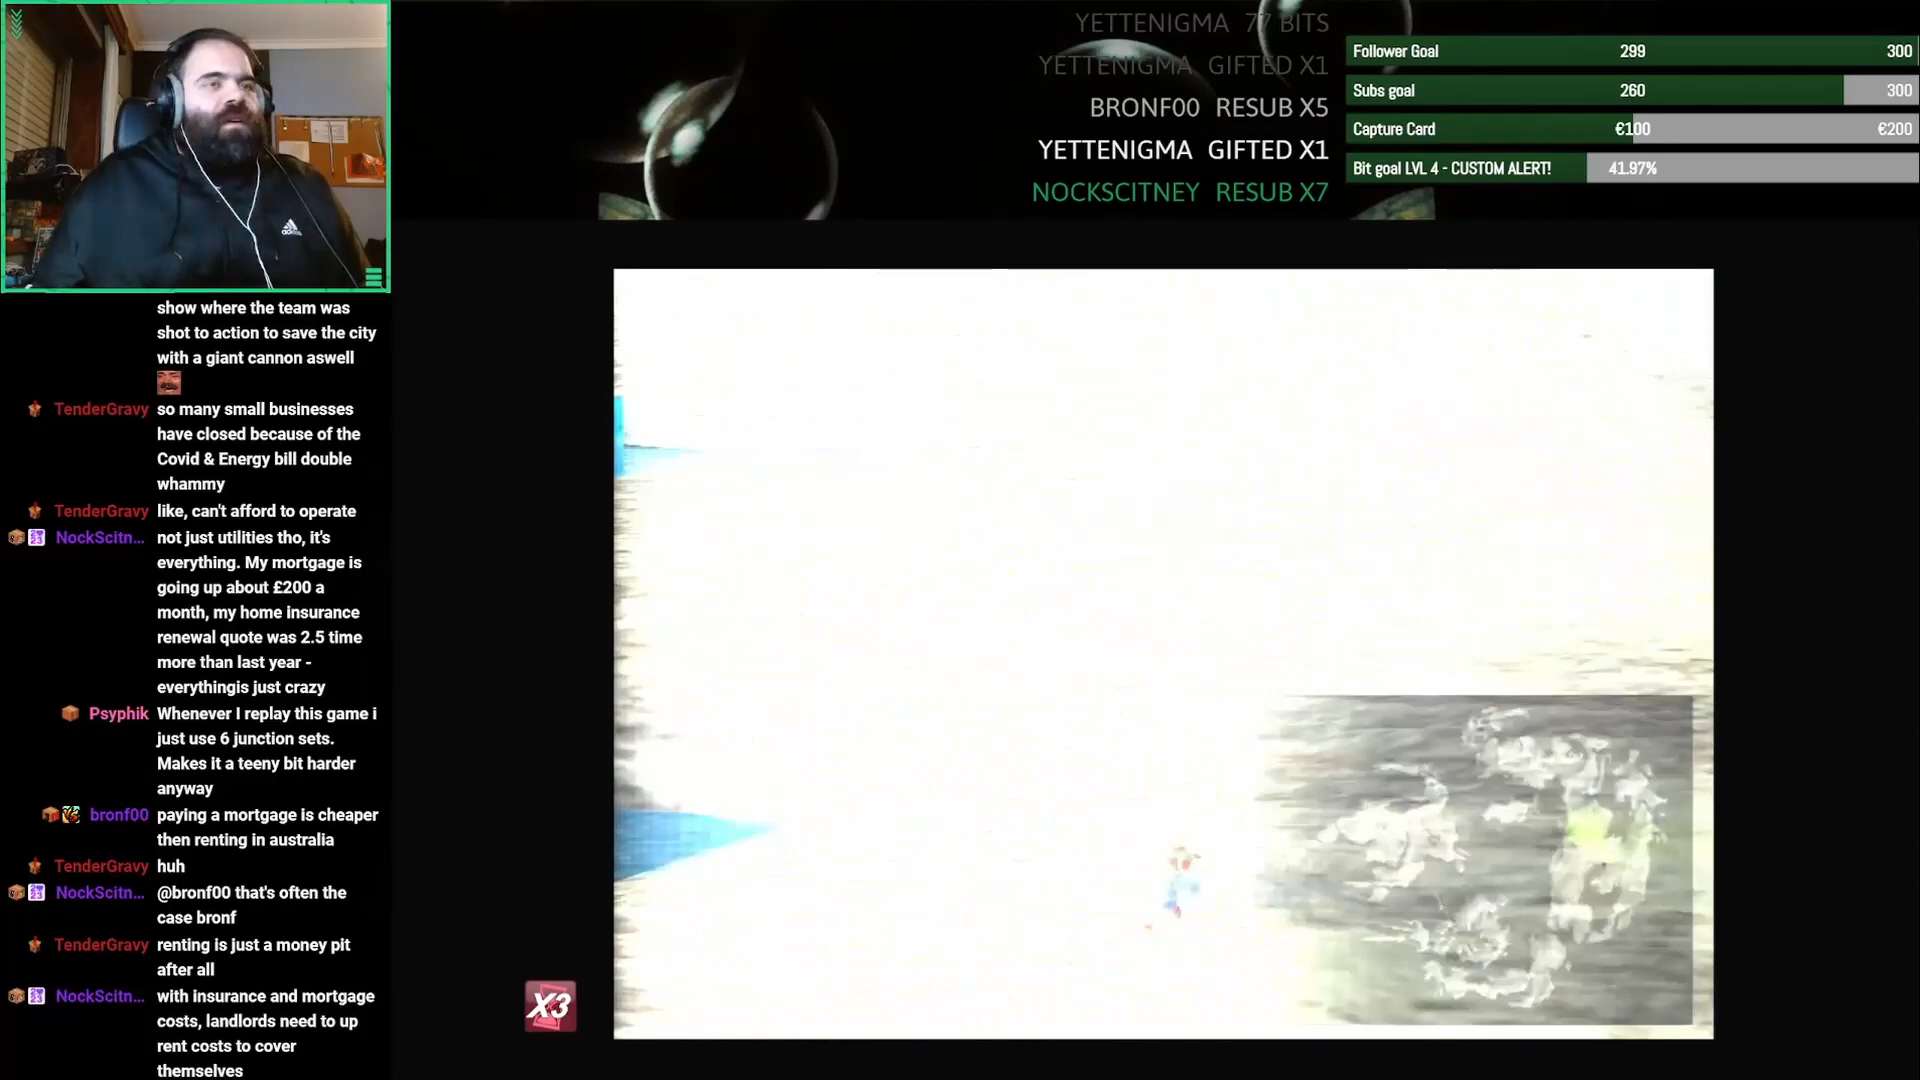 YETTENIGMA 77 BITS
YETTENIGMA GIFTED X1
BRONF00 RESUB X5
YETTENIGMA GIFTED X1
NOCKSCITNEY RESUB X7
Follower Goal 299 300
Subs goal 260 300
Capture Card €100 €200
Bit goal LVL 4 - CUSTOM ALERT! 41.97%
adidas
show where the team was
shot to action to save the city
with a giant cannon aswell
TenderGravy so many small businesses
have closed because of the
Covid & Energy bill double
whammy
TenderGravy like, can't afford to operate
NockScitn... not just utilities tho, it's
everything. My mortgage is
going up about £200 a
month, my home insurance
renewal quote was 2.5 time
more than last year -
everythingis just crazy
Psyphik Whenever I replay this game i
just use 6 junction sets.
Makes it a teeny bit harder
anyway
bronf00 paying a mortgage is cheaper
then renting in australia
TenderGravy huh
NockScitn... @bronf00 that's often the
case bronf
TenderGravy renting is just a money pit
after all
NockScitn... with insurance and mortgage
costs, landlords need to up
rent costs to cover
themselves
X3